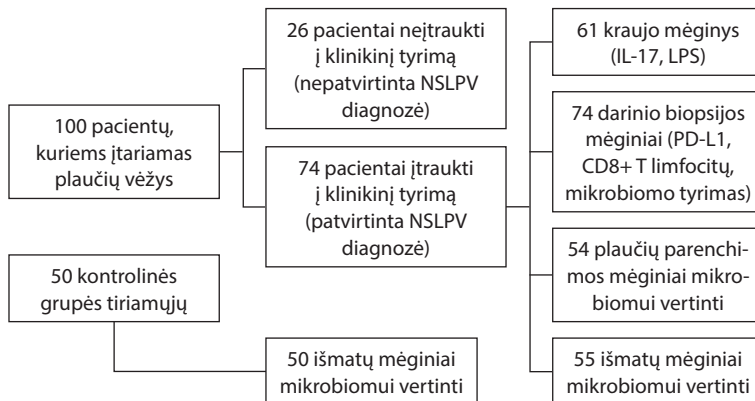 100 pacientų,
kuriems įtariamas
plaučių vėžys
26 pacientai neįtraukti
į klinikinį tyrimą
(nepatvirtinta NSLPV
diagnozė)
74 pacientai įtraukti
į klinikinį tyrimą
(patvirtinta NSLPV
diagnozė)
61 kraujo mėginys
(IL-17, LPS)
74 darinio biopsijos
mėginiai (PD-L1,
CD8+ T limfocitų,
mikrobiomo tyrimas)
54 plaučių parenchi-
mos mėginiai mikro-
biomui vertinti
55 išmatų mėginiai
mikrobiomui vertinti
50 kontrolinės
grupės tiriamųjų
50 išmatų mėginiai
mikrobiomui vertinti